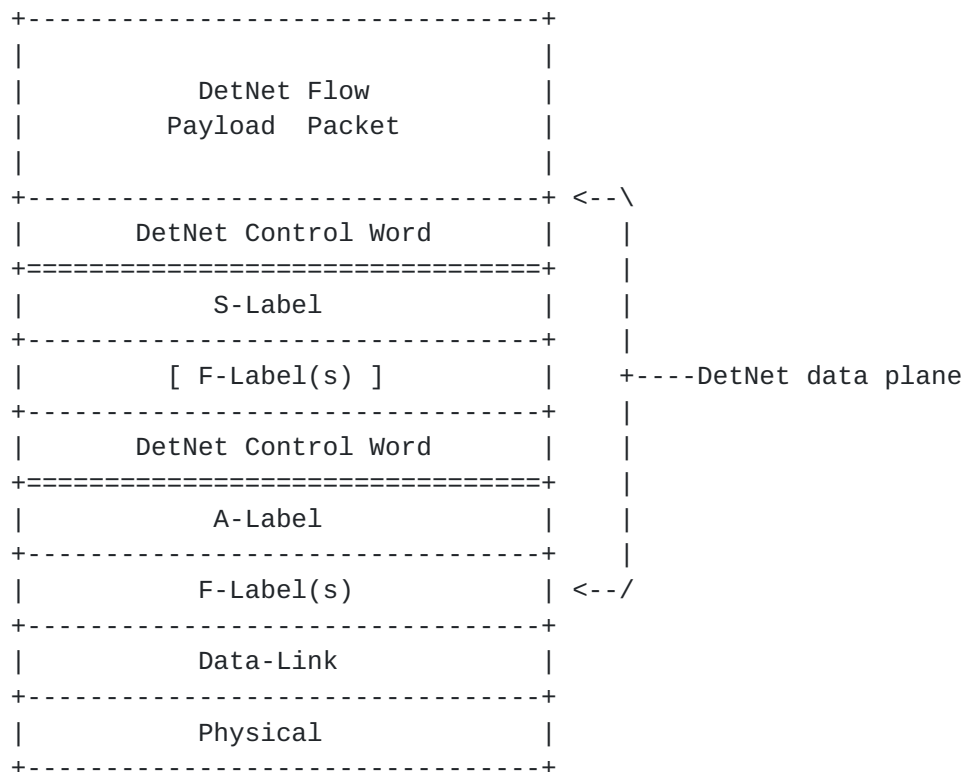 +---------------------------------+
|                                 |
|           DetNet Flow           |
|         Payload  Packet         |
|                                 |
+---------------------------------+ <--\
|       DetNet Control Word       |    |
+=================================+    |
|            S-Label              |    |
+---------------------------------+    |
|         [ F-Label(s) ]          |    +----DetNet data plane
+---------------------------------+    |
|       DetNet Control Word       |    |
+=================================+    |
|            A-Label              |    |
+---------------------------------+    |
|           F-Label(s)            | <--/
+---------------------------------+
|           Data-Link             |
+---------------------------------+
|           Physical              |
+---------------------------------+